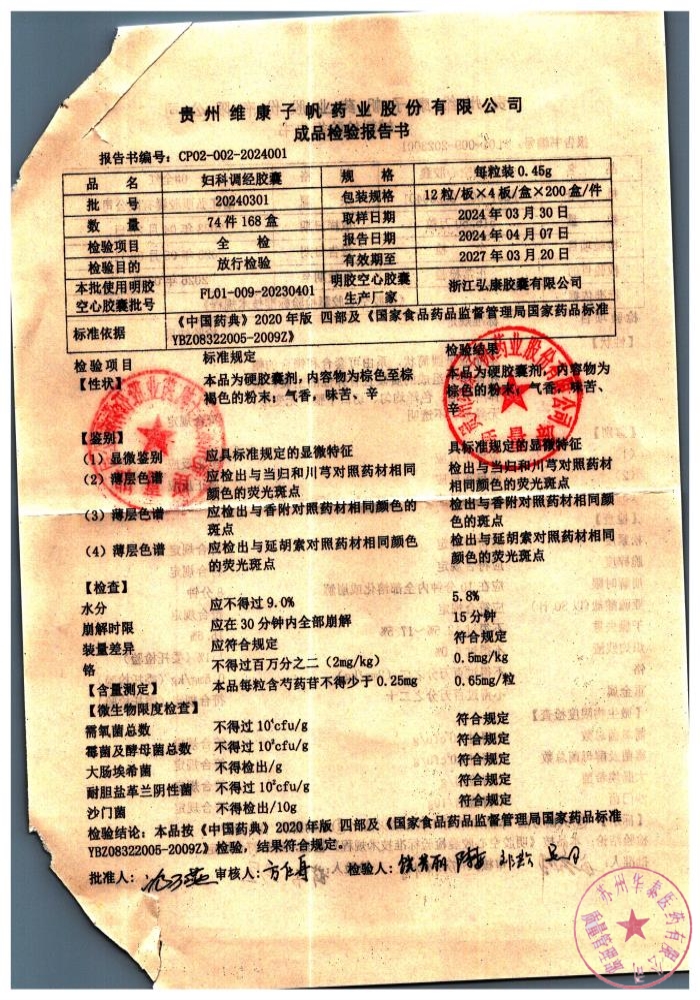 贵州维康子帆药业股份有限公司
成品检验报告书
报告书编号：CP02-002-2024001
品 名 妇科调经胶囊 规 格 每粒装0.45g
批 号 20240301 包装规格 12粒/板×4板/盒×200盒/件
数 量 74件168盒 取样日期 2024年03月30日
检验项目 全 检 报告日期 2024年04月07日
检验目的 放行检验 有效期至 2027年03月20日
本批使用明胶空心胶囊批号 FL01-009-20230401 明胶空心胶囊生产厂家 浙江弘康胶囊有限公司
标准依据 《中国药典》2020年版 四部及《国家食品药品监督管理局国家药品标准
YBZ08322005-2009Z》
检验项目 标准规定 检验结果
【性状】 本品为硬胶囊剂，内容物为棕色至棕 本品为硬胶囊剂，内容物为
褐色的粉末；气香，味苦、辛 棕色的粉末；气香，味苦、
辛
【鉴别】
（1）显微鉴别 应具标准规定的显微特征 具标准规定的显微特征
（2）薄层色谱 应检出与当归和川芎对照药材相同 检出与当归和川芎对照药材
颜色的荧光斑点 相同颜色的荧光斑点
（3）薄层色谱 应检出与香附对照药材相同颜色的 检出与香附对照药材相同颜
斑点 色的斑点
（4）薄层色谱 应检出与延胡索对照药材相同颜色 检出与延胡索对照药材相同
的荧光斑点 颜色的荧光斑点
【检查】
水分 应不得过9.0% 5.8%
崩解时限 应在30分钟内全部崩解 15分钟
装量差异 应符合规定 符合规定
铬 不得过百万分之二（2mg/kg） 0.5mg/kg
【含量测定】 本品每粒含芍药苷不得少于0.25mg 0.65mg/粒
【微生物限度检查】
需氧菌总数 不得过10⁴cfu/g 符合规定
霉菌及酵母菌总数 不得过10²cfu/g 符合规定
大肠埃希菌 不得检出/g 符合规定
耐胆盐革兰阴性菌 不得过10²cfu/g 符合规定
沙门菌 不得检出/10g 符合规定
检验结论：本品按《中国药典》2020年版 四部及《国家食品药品监督管理局国家药品标准
YBZ08322005-2009Z》检验，结果符合规定。
批准人： 审核人： 检验人：
苏州华泰医药有限公司
质量管理部